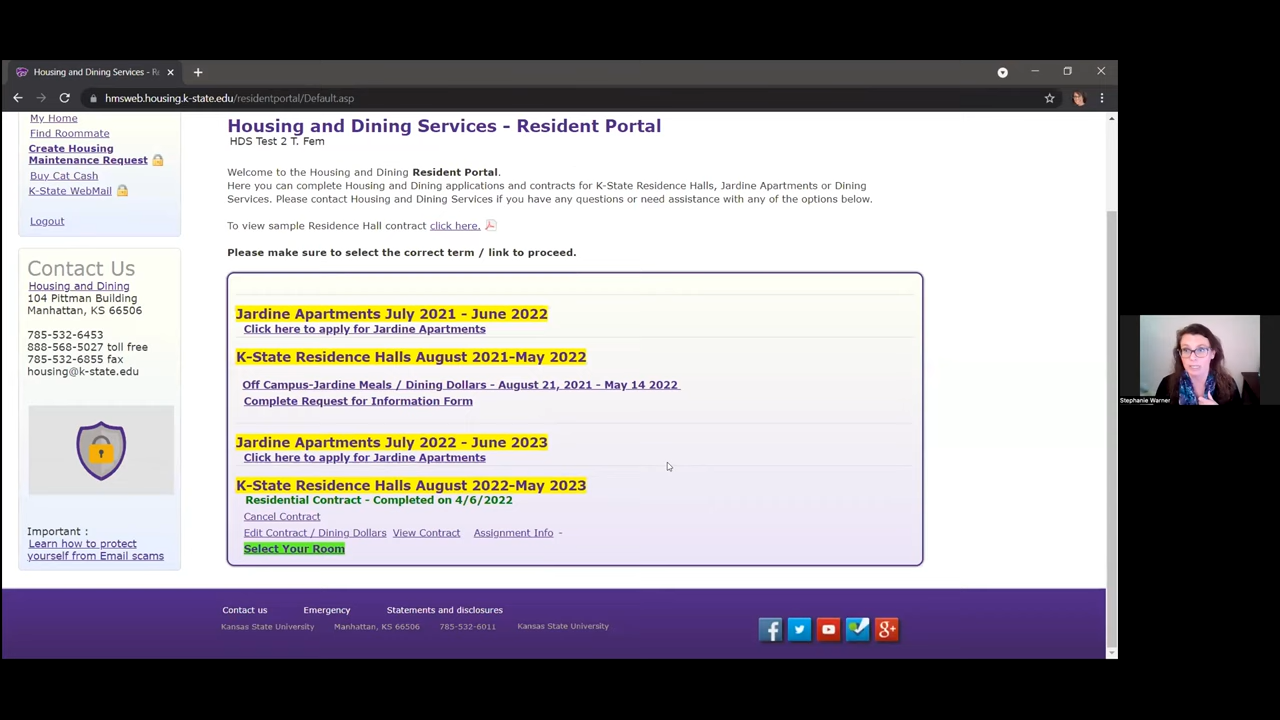 Housing and Dining Services - Re
hmsweb.housing.k-state.edu/residentportal/Default.asp
My Home
Find Roommate
Create Housing
Maintenance Request
Buy Cat Cash
K-State WebMail
Logout
Contact Us
Housing and Dining
104 Pittman Building
Manhattan, KS 66506
785-532-6453
888-568-5027 toll free
785-532-6855 fax
housing@k-state.edu
Important :
Learn how to protect
yourself from Email scams
Housing and Dining Services - Resident Portal
HDS Test 2 T. Fem
Welcome to the Housing and Dining Resident Portal.
Here you can complete Housing and Dining applications and contracts for K-State Residence Halls, Jardine Apartments or Dining
Services. Please contact Housing and Dining Services if you have any questions or need assistance with any of the options below.
To view sample Residence Hall contract click here.
Please make sure to select the correct term / link to proceed.
Jardine Apartments July 2021 - June 2022
Click here to apply for Jardine Apartments
K-State Residence Halls August 2021-May 2022
Off Campus-Jardine Meals / Dining Dollars - August 21, 2021 - May 14 2022
Complete Request for Information Form
Jardine Apartments July 2022 - June 2023
Click here to apply for Jardine Apartments
K-State Residence Halls August 2022-May 2023
Residential Contract - Completed on 4/6/2022
Cancel Contract
Edit Contract / Dining Dollars View Contract Assignment Info -
Select Your Room
Contact us Emergency Statements and disclosures
Kansas State University Manhattan, KS 66506 785-532-6011 Kansas State University
Stephanie Warner